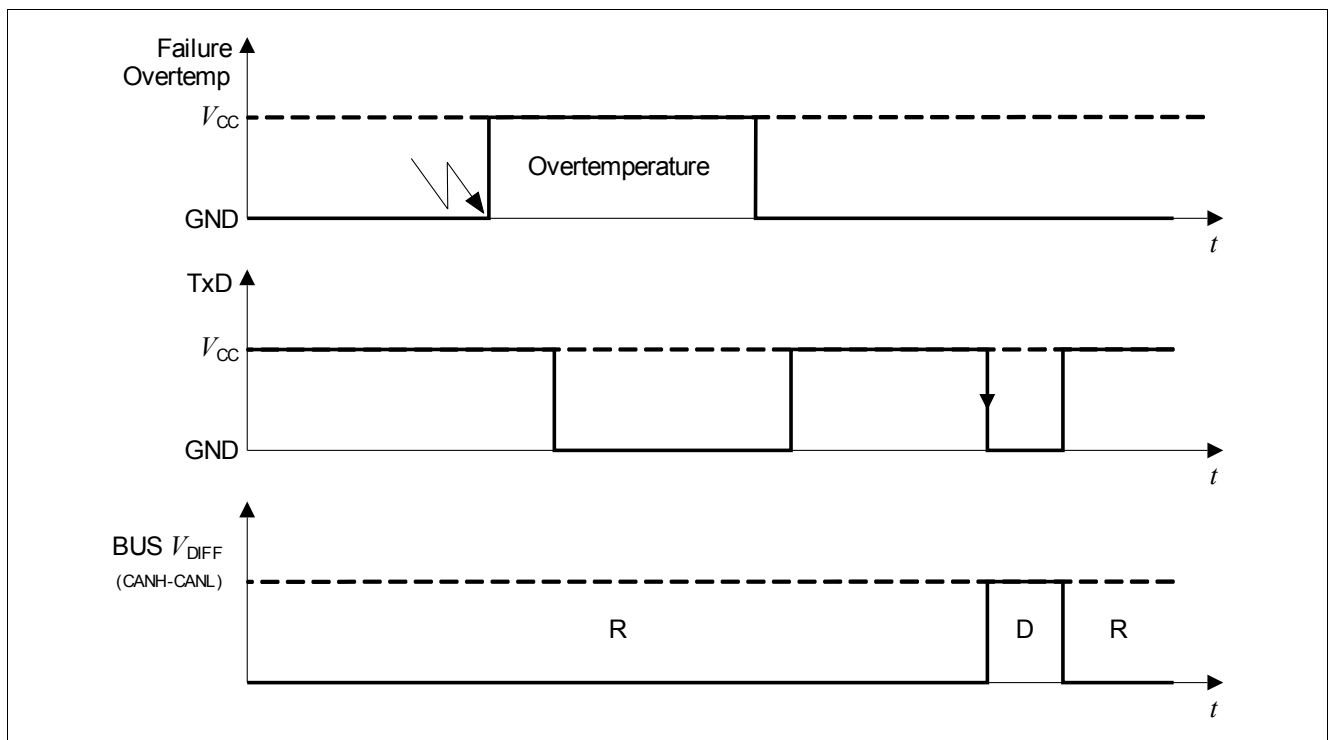 Failure
Overtemp
VCC
Overtemperature
GND
t
TxD
VCC
GND
t
BUS VDIFF
(CANH-CANL)
R
D
R
t